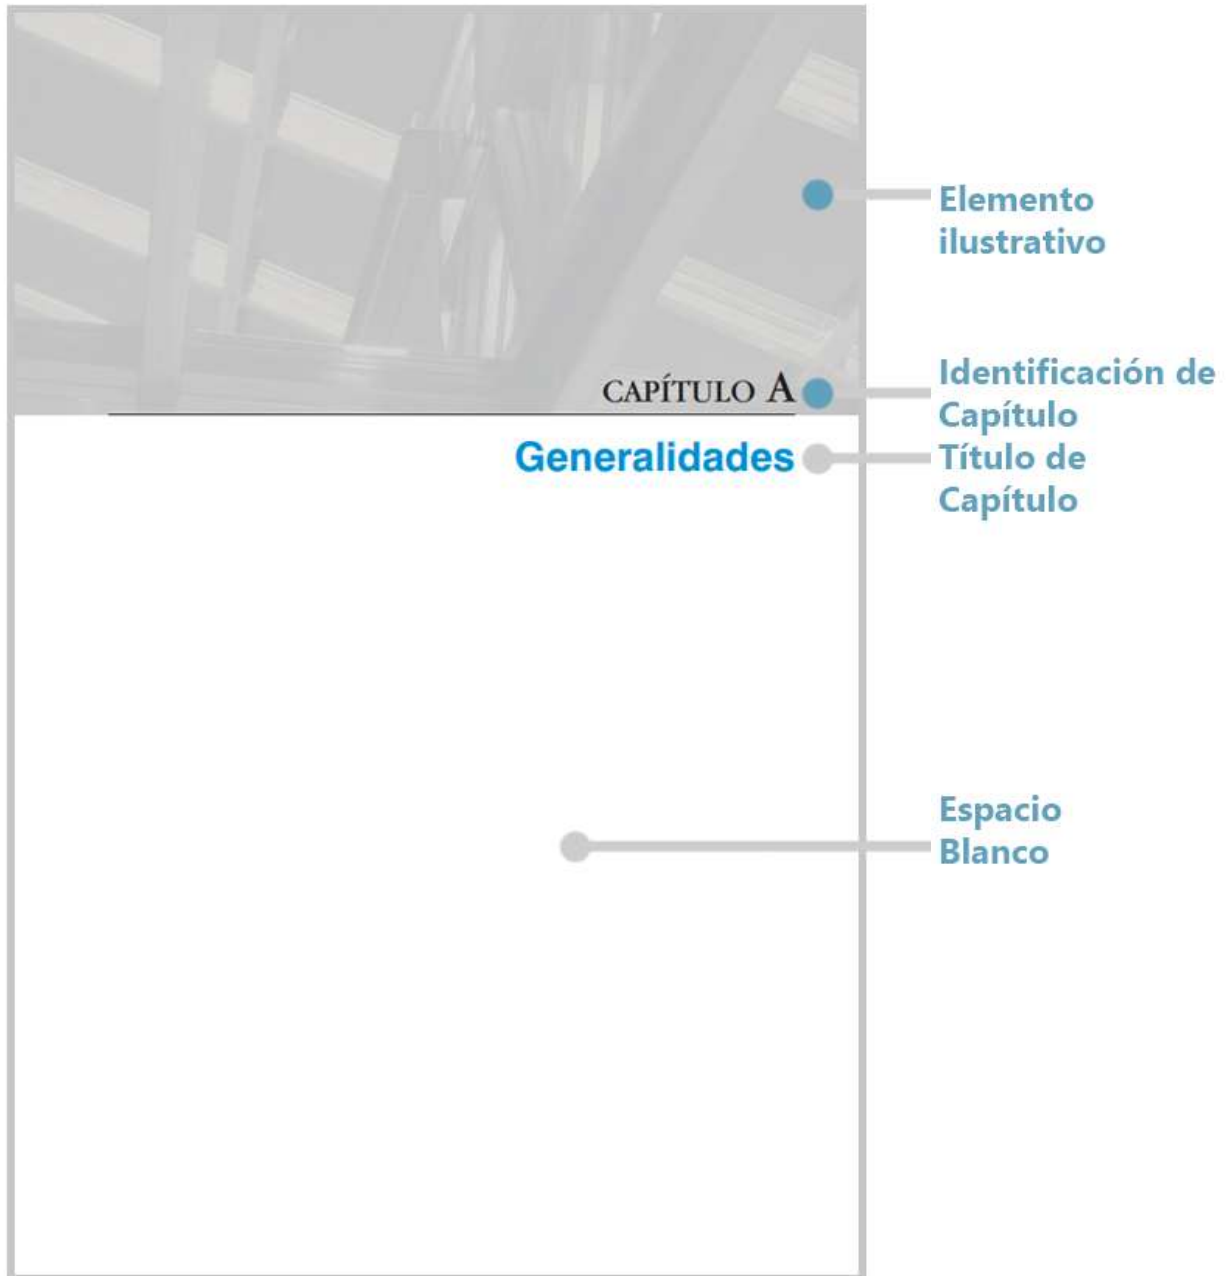 Elemento
ilustrativo
Identificación de
Capítulo
CAPÍTULO A
Generalidades
Título de
Capítulo
Espacio
Blanco